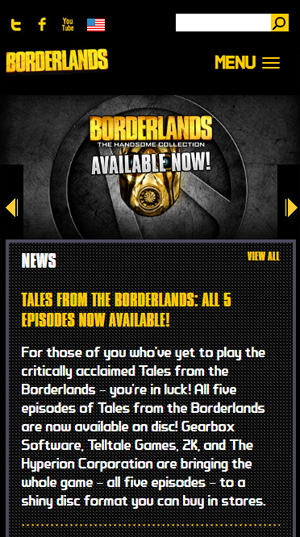 You
Tube
BORDERLANDS
MENU
BORDERLANDS
THE HANDSOME COLLECTION
AVAILABLE NOW!
NEWS
VIEW ALL
TALES FROM THE BORDERLANDS: ALL 5
EPISODES NOW AVAILABLE!
For those of you who've yet to play the
critically acclaimed Tales from the
Borderlands – you're in luck! All five
episodes of Tales from the Borderlands
are now available on disc! Gearbox
Software, Telltale Games, 2K, and The
Hyperion Corporation are bringing the
whole game – all five episodes – to a
shiny disc format you can buy in stores.